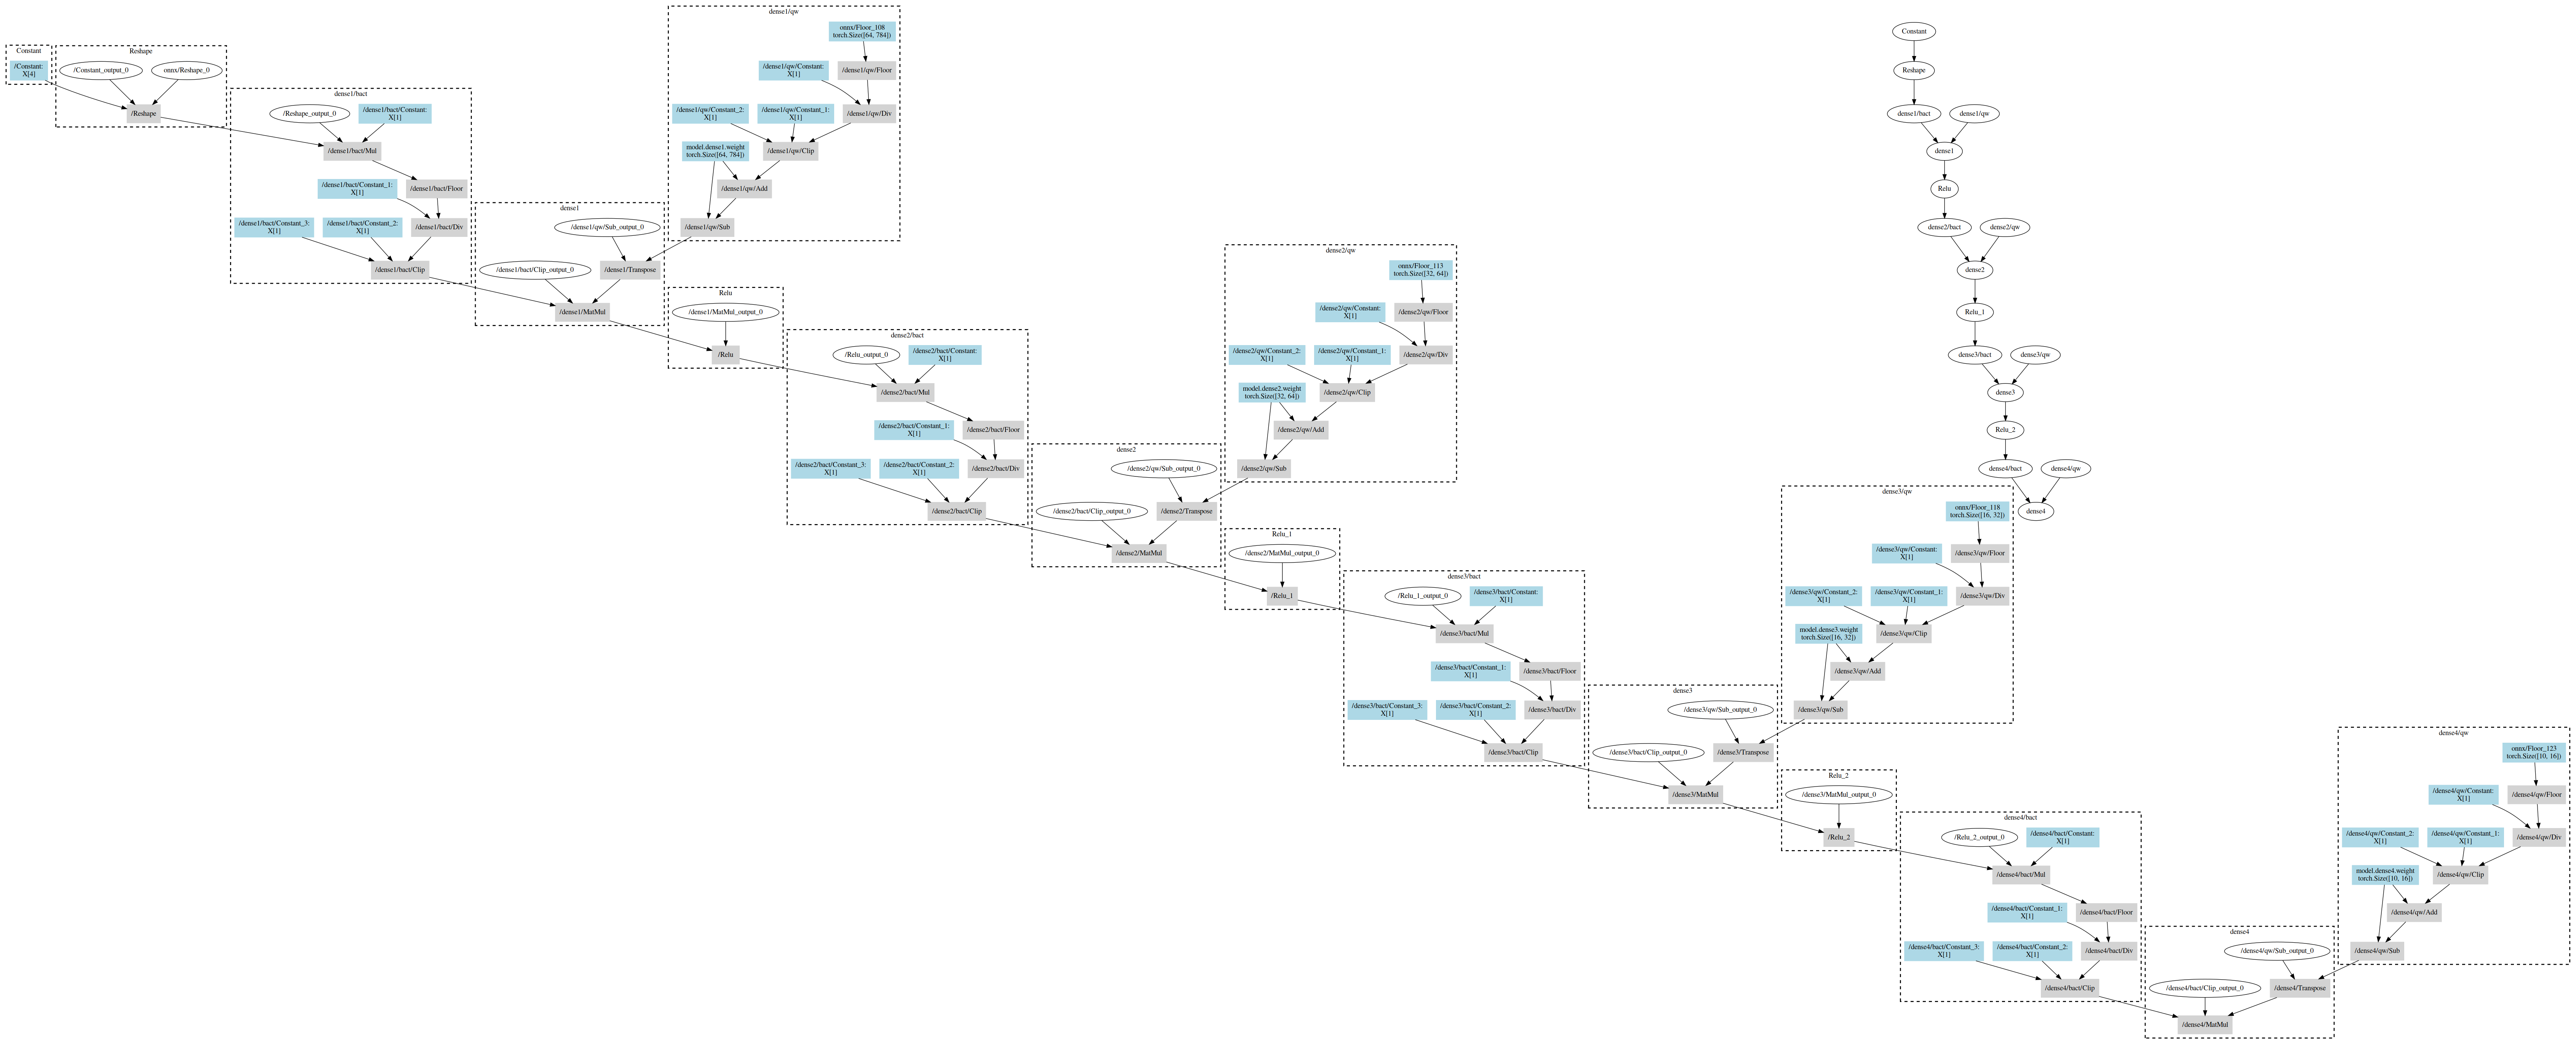 Constant
/Constant:
X[4]
Reshape
/Constant_output_0
onnx/Reshape_0
/Reshape
dense1/bact
/Reshape_output_0
/dense1/bact/Constant:
X[1]
/dense1/bact/Mul
/dense1/bact/Constant_1:
X[1]
/dense1/bact/Floor
/dense1/bact/Constant_3:
X[1]
/dense1/bact/Constant_2:
X[1]
/dense1/bact/Div
/dense1/bact/Clip
dense1
/dense1/qw/Sub_output_0
/dense1/bact/Clip_output_0
/dense1/Transpose
/dense1/MatMul
dense1/qw
onnx/Floor_108
torch.Size([64, 784])
/dense1/qw/Constant:
X[1]
/dense1/qw/Floor
/dense1/qw/Constant_2:
X[1]
/dense1/qw/Constant_1:
X[1]
/dense1/qw/Div
model.dense1.weight
torch.Size([64, 784])
/dense1/qw/Clip
/dense1/qw/Add
/dense1/qw/Sub
Relu
/dense1/MatMul_output_0
/Relu
dense2/bact
/Relu_output_0
/dense2/bact/Constant:
X[1]
/dense2/bact/Mul
/dense2/bact/Constant_1:
X[1]
/dense2/bact/Floor
/dense2/bact/Constant_3:
X[1]
/dense2/bact/Constant_2:
X[1]
/dense2/bact/Div
/dense2/bact/Clip
dense2
/dense2/qw/Sub_output_0
/dense2/bact/Clip_output_0
/dense2/Transpose
/dense2/MatMul
dense2/qw
onnx/Floor_113
torch.Size([32, 64])
/dense2/qw/Constant:
X[1]
/dense2/qw/Floor
/dense2/qw/Constant_2:
X[1]
/dense2/qw/Constant_1:
X[1]
/dense2/qw/Div
model.dense2.weight
torch.Size([32, 64])
/dense2/qw/Clip
/dense2/qw/Add
/dense2/qw/Sub
Relu_1
/dense2/MatMul_output_0
/Relu_1
dense3/bact
/Relu_1_output_0
/dense3/bact/Constant:
X[1]
/dense3/bact/Mul
/dense3/bact/Constant_1:
X[1]
/dense3/bact/Floor
/dense3/bact/Constant_3:
X[1]
/dense3/bact/Constant_2:
X[1]
/dense3/bact/Div
/dense3/bact/Clip
dense3
/dense3/qw/Sub_output_0
/dense3/bact/Clip_output_0
/dense3/Transpose
/dense3/MatMul
dense3/qw
onnx/Floor_118
torch.Size([16, 32])
/dense3/qw/Constant:
X[1]
/dense3/qw/Floor
/dense3/qw/Constant_2:
X[1]
/dense3/qw/Constant_1:
X[1]
/dense3/qw/Div
model.dense3.weight
torch.Size([16, 32])
/dense3/qw/Clip
/dense3/qw/Add
/dense3/qw/Sub
Relu_2
/dense3/MatMul_output_0
/Relu_2
dense4/bact
/Relu_2_output_0
/dense4/bact/Constant:
X[1]
/dense4/bact/Mul
/dense4/bact/Constant_1:
X[1]
/dense4/bact/Floor
/dense4/bact/Constant_3:
X[1]
/dense4/bact/Constant_2:
X[1]
/dense4/bact/Div
/dense4/bact/Clip
dense4
/dense4/qw/Sub_output_0
/dense4/bact/Clip_output_0
/dense4/Transpose
/dense4/MatMul
dense4/qw
onnx/Floor_123
torch.Size([10, 16])
/dense4/qw/Constant:
X[1]
/dense4/qw/Floor
/dense4/qw/Constant_2:
X[1]
/dense4/qw/Constant_1:
X[1]
/dense4/qw/Div
model.dense4.weight
torch.Size([10, 16])
/dense4/qw/Clip
/dense4/qw/Add
/dense4/qw/Sub
Constant
Reshape
dense1/bact
dense1/qw
dense1
Relu
dense2/bact
dense2/qw
dense2
Relu_1
dense3/bact
dense3/qw
dense3
Relu_2
dense4/bact
dense4/qw
dense4